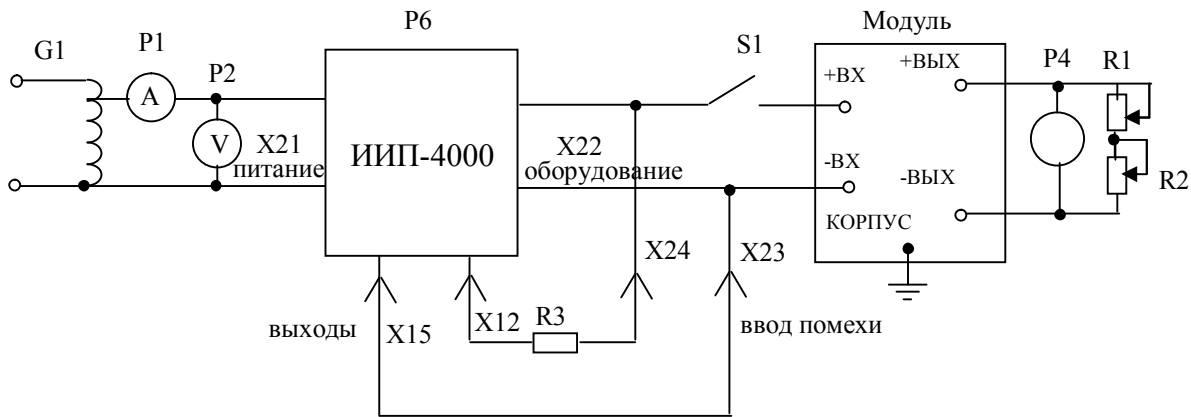 G1
P1
P2
A
V
X21
питание
P6
ИИП-4000
X22
оборудование
S1
Модуль
+ВХ
-ВХ
+ВЫХ
-ВЫХ
КОРПУС
P4
R1
R2
X24
X23
выходы
X15
X12
R3
ввод помехи